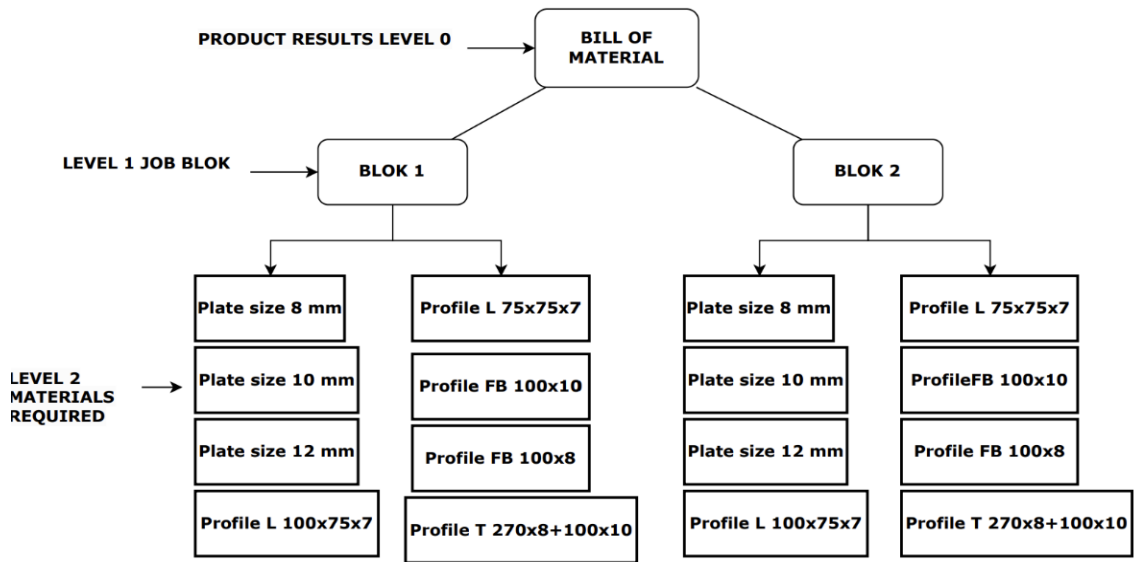 PRODUCT RESULTS LEVEL 0
BILL OF
MATERIAL
LEVEL 1 JOB BLOK
BLOK 1
BLOK 2
Plate size 8 mm
Profile L 75x75x7
Plate size 8 mm
Profile L 75x75x7
LEVEL 2
MATERIALS
REQUIRED
Plate size 10 mm
Profile FB 100x10
Plate size 10 mm
ProfileFB 100x10
Plate size 12 mm
Profile FB 100x8
Plate size 12 mm
Profile FB 100x8
Profile L 100x75x7
Profile T 270x8+100x10
Profile L 100x75x7
Profile T 270x8+100x10